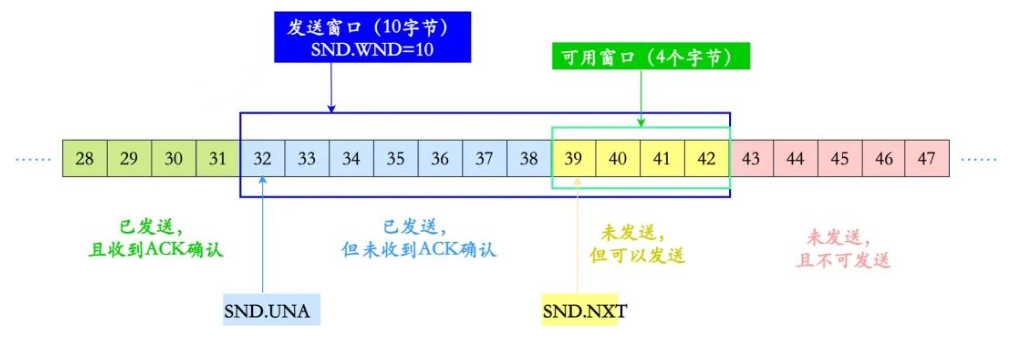 发送窗口（10字节）
SND.WND=10
可用窗口（4个字节）
…… 28 29 30 31 32 33 34 35 36 37 38 39 40 41 42 43 44 45 46 47 ……
已发送，
且收到ACK确认
已发送，
但未收到ACK确认
未发送，
但可以发送
未发送，
且不可发送
SND.UNA
SND.NXT